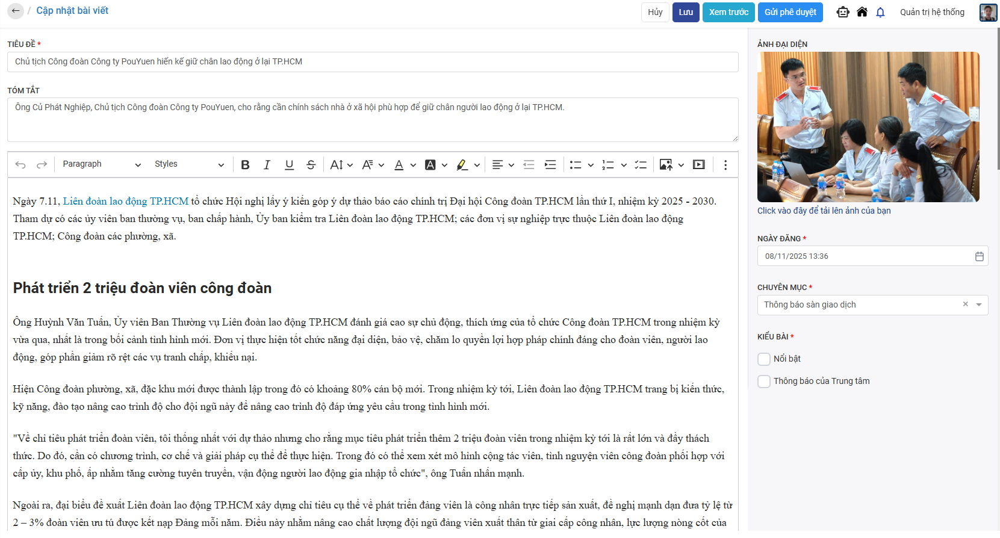 / Cập nhật bài viết
Hủy
Lưu
Xem trước
Gửi phê duyệt
Quản trị hệ thống
TIÊU ĐỀ *
Chủ tịch Công đoàn Công ty PouYuen hiến kế giữ chân lao động ở lại TP.HCM
TÓM TẮT
Ông Củ Phát Nghiệp, Chủ tịch Công đoàn Công ty PouYuen, cho rằng cần chính sách nhà ở xã hội phù hợp để giữ chân người lao động ở lại TP.HCM.
Paragraph
Styles
Ngày 7.11, Liên đoàn lao động TP.HCM tổ chức Hội nghị lấy ý kiến góp ý dự thảo báo cáo chính trị Đại hội Công đoàn TP.HCM lần thứ I, nhiệm kỳ 2025 - 2030.
Tham dự có các ủy viên ban thường vụ, ban chấp hành, Ủy ban kiểm tra Liên đoàn lao động TP.HCM; các đơn vị sự nghiệp trực thuộc Liên đoàn lao động
TP.HCM; Công đoàn các phường, xã.
Phát triển 2 triệu đoàn viên công đoàn
Ông Huỳnh Văn Tuấn, Ủy viên Ban Thường vụ Liên đoàn lao động TP.HCM đánh giá cao sự chủ động, thích ứng của tổ chức Công đoàn TP.HCM trong nhiệm kỳ
vừa qua, nhất là trong bối cảnh tình hình mới. Đơn vị thực hiện tốt chức năng đại diện, bảo vệ, chăm lo quyền lợi hợp pháp chính đáng cho đoàn viên, người lao
động, góp phần giảm rõ rệt các vụ tranh chấp, khiếu nại.
Hiện Công đoàn phường, xã, đặc khu mới được thành lập trong đó có khoảng 80% cán bộ mới. Trong nhiệm kỳ tới, Liên đoàn lao động TP.HCM trang bị kiến thức,
kỹ năng, đào tạo nâng cao trình độ cho đội ngũ này để nâng cao trình độ đáp ứng yêu cầu trong tình hình mới.
"Về chỉ tiêu phát triển đoàn viên, tôi thống nhất với dự thảo nhưng cho rằng mục tiêu phát triển thêm 2 triệu đoàn viên trong nhiệm kỳ tới là rất lớn và đầy thách
thức. Do đó, cần có chương trình, cơ chế và giải pháp cụ thể để thực hiện. Trong đó có thể xem xét mô hình cộng tác viên, tình nguyện viên công đoàn phối hợp với
cấp ủy, khu phố, ấp nhằm tăng cường tuyên truyền, vận động người lao động gia nhập tổ chức", ông Tuấn nhấn mạnh.
Ngoài ra, đại biểu đề xuất Liên đoàn lao động TP.HCM xây dựng chỉ tiêu cụ thể về phát triển đảng viên là công nhân trực tiếp sản xuất, đề nghị mạnh dạn đưa tỷ lệ từ
2 – 3% đoàn viên ưu tú được kết nạp Đảng mỗi năm. Điều này nhằm nâng cao chất lượng đội ngũ đảng viên xuất thân từ giai cấp công nhân, lực lượng nòng cốt của
ẢNH ĐẠI DIỆN
Click vào đây để tải lên ảnh của bạn
NGÀY ĐĂNG *
08/11/2025 13:36
CHUYÊN MỤC *
Thông báo sàn giao dịch
KIỂU BÀI *
Nổi bật
Thông báo của Trung tâm